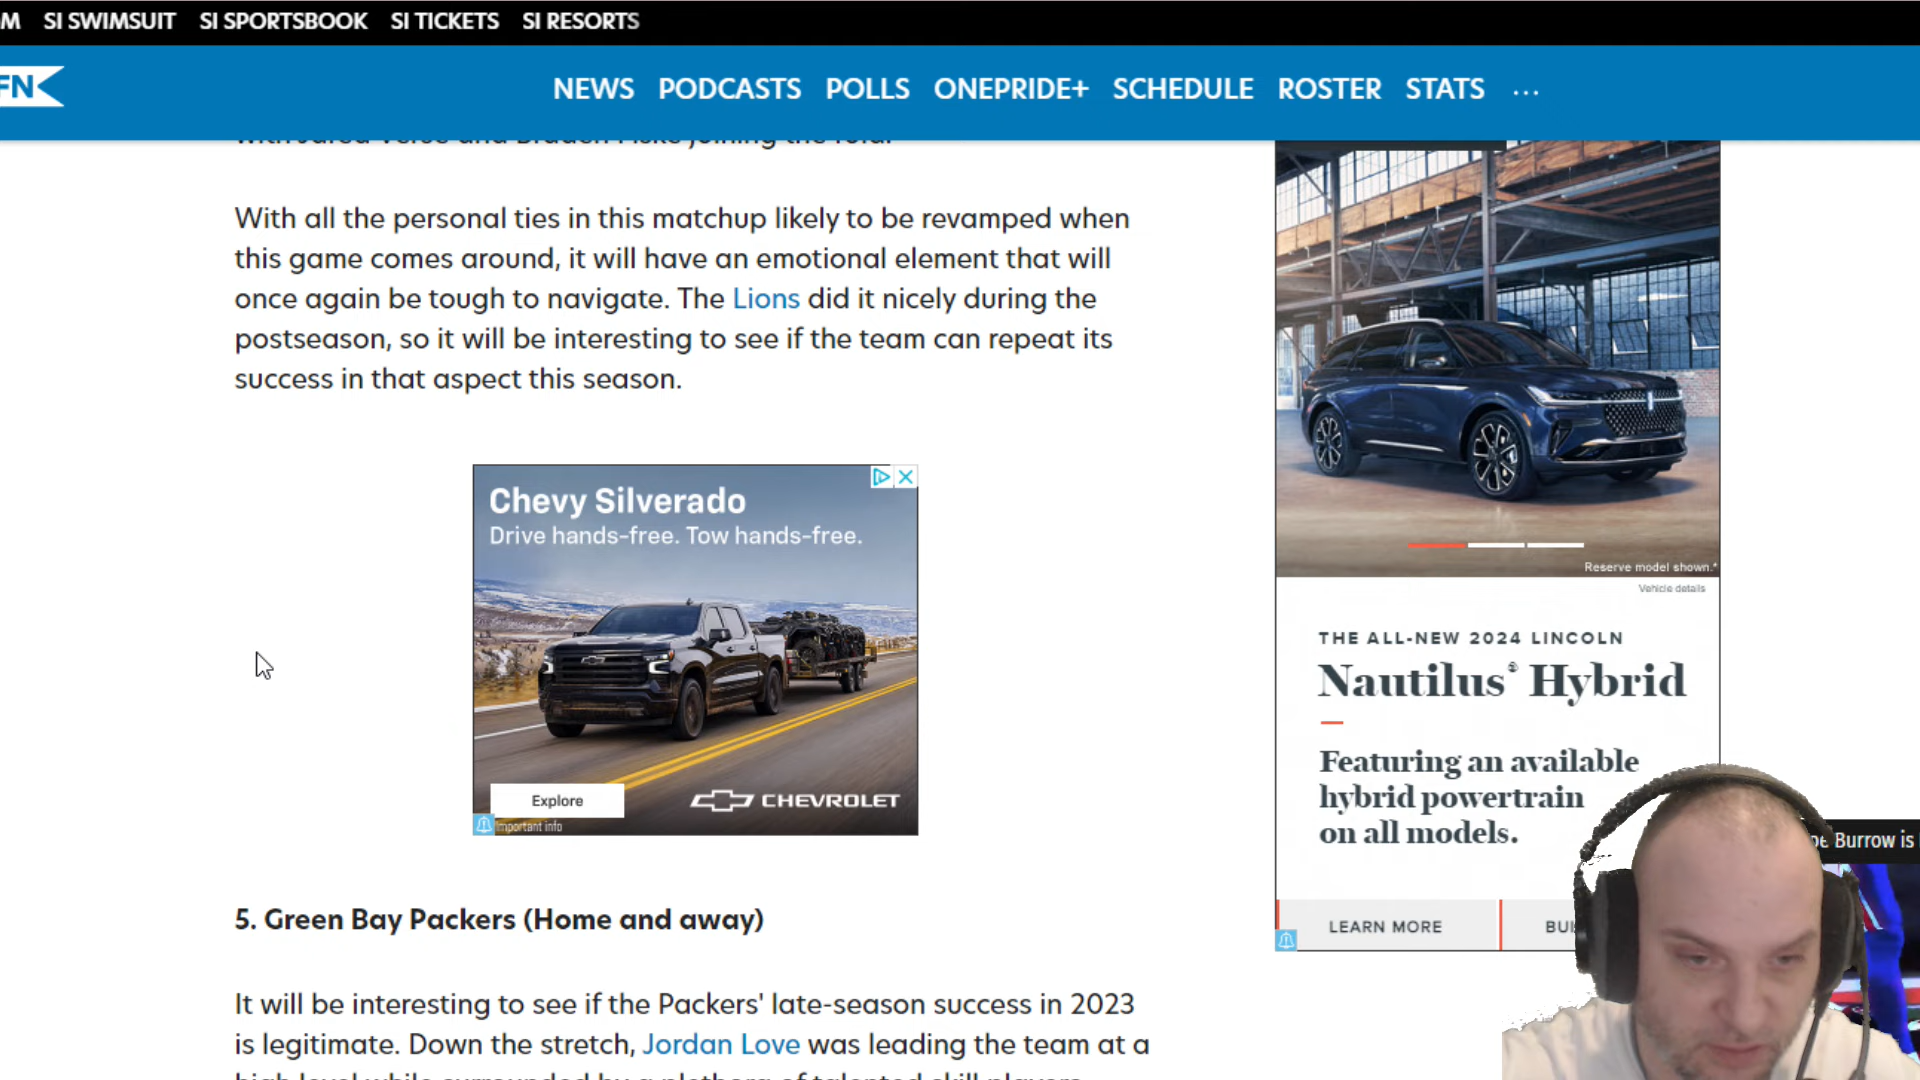 SI SWIMSUIT SI SPORTSBOOK SI TICKETS SI RESORTS
FN NEWS PODCASTS POLLS ONEPRIDE+ SCHEDULE ROSTER STATS ...
With all the personal ties in this matchup likely to be revamped when
this game comes around, it will have an emotional element that will
once again be tough to navigate. The Lions did it nicely during the
postseason, so it will be interesting to see if the team can repeat its
success in that aspect this season.
Chevy Silverado
Drive hands-free. Tow hands-free.
Explore
CHEVROLET
Important info
5. Green Bay Packers (Home and away)
It will be interesting to see if the Packers' late-season success in 2023
is legitimate. Down the stretch, Jordan Love was leading the team at a
Reserve model shown.*
Vehicle details
THE ALL-NEW 2024 LINCOLN
Nautilus® Hybrid
Featuring an available
hybrid powertrain
on all models.
LEARN MORE
Burrow is